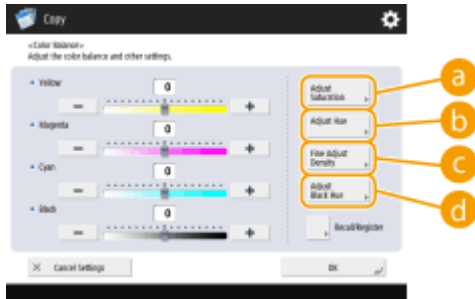 Copy
<Color Balance>
Adjust the color balance and other settings.
Yellow
0
Adjust
Saturation
a
Magenta
0
Adjust Hue
b
Cyan
0
Fine Adjust
Density
c
Black
0
Adjust
Black Hue
d
Recall/Register
Cancel Settings
OK